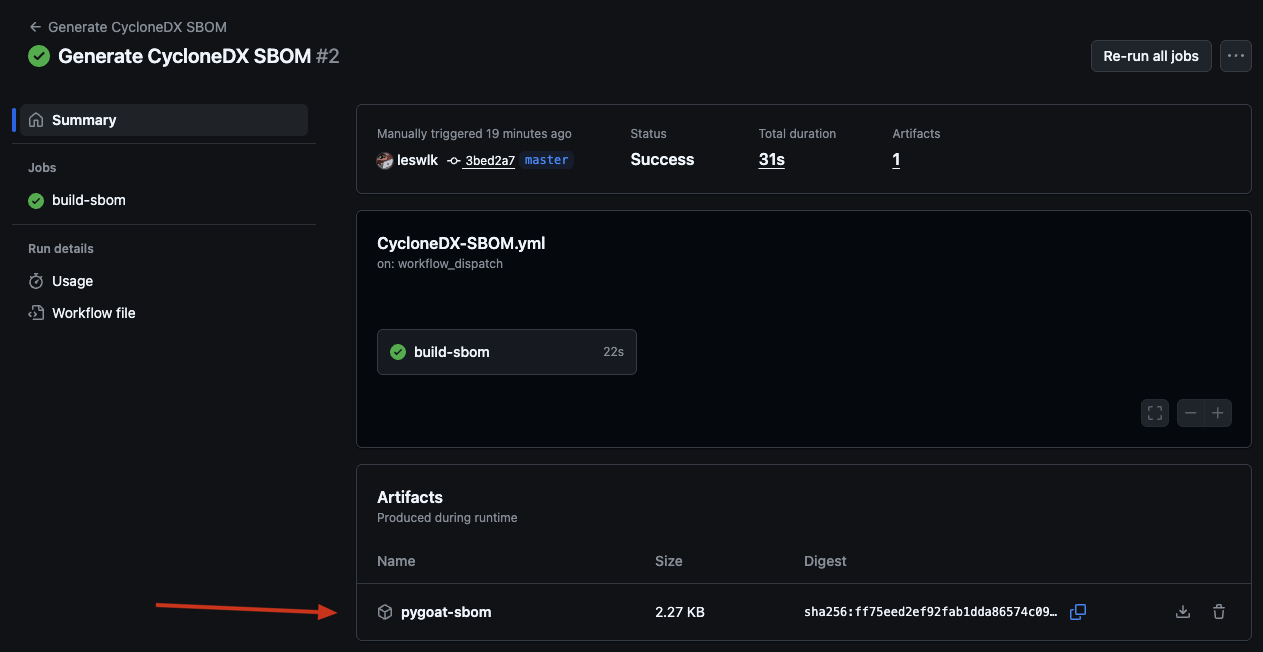 ← Generate CycloneDX SBOM
Generate CycloneDX SBOM #2
Re-run all jobs
Summary
Jobs
build-sbom
Run details
Usage
Workflow file
Manually triggered 19 minutes ago
leswlk 3bed2a7 master
Status
Success
Total duration
31s
Artifacts
1
CycloneDX-SBOM.yml
on: workflow_dispatch
build-sbom 22s
Artifacts
Produced during runtime
Name Size Digest
pygoat-sbom 2.27 KB sha256:ff75eed2ef92fab1dda86574c09…